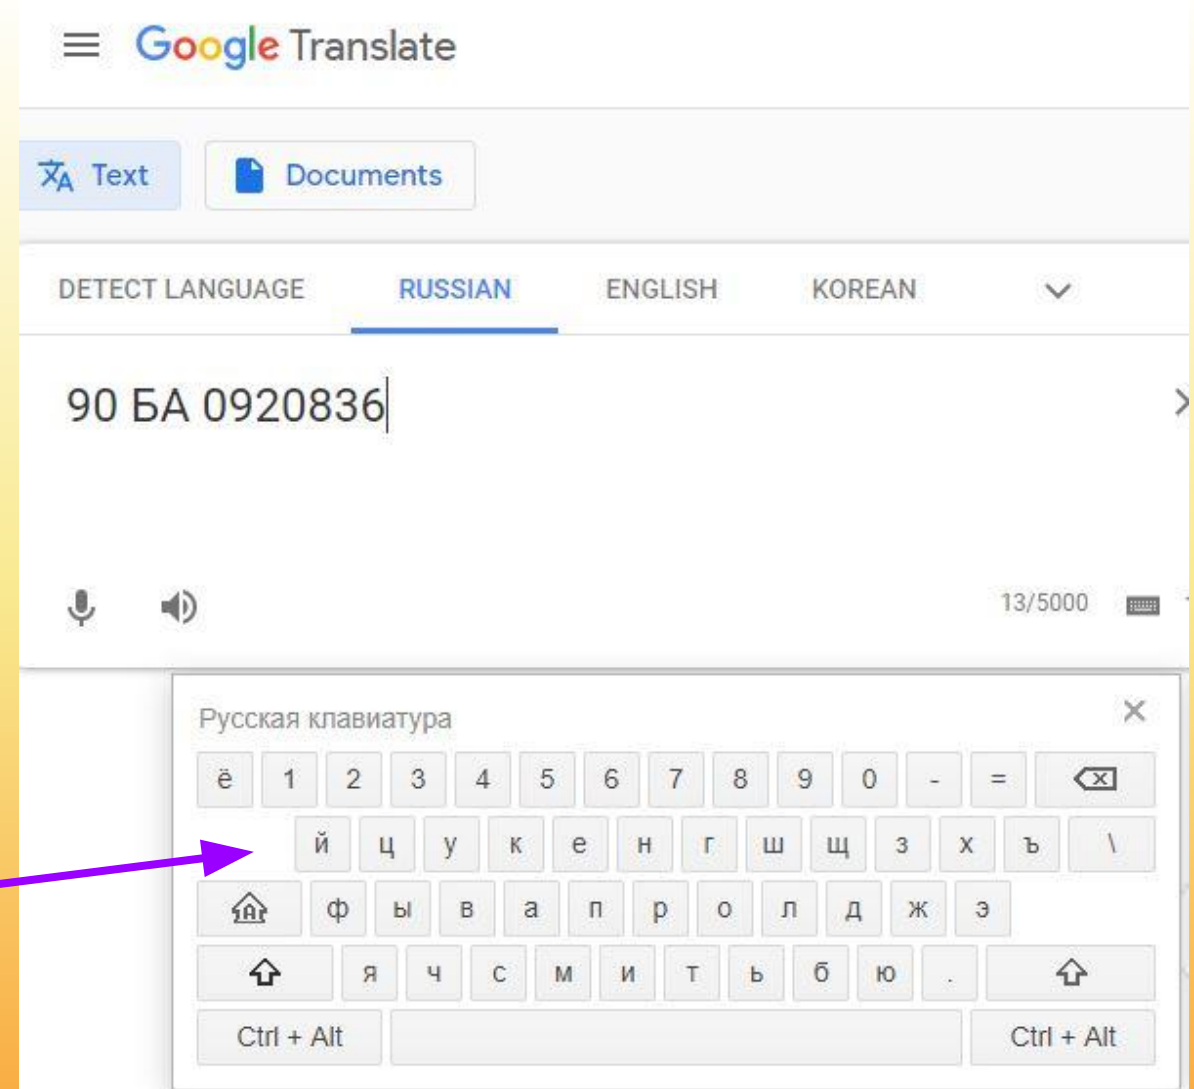 Google Translate
Text Documents
DETECT LANGUAGE RUSSIAN ENGLISH KOREAN
90 БА 0920836
13/5000
Русская клавиатура
ё 1 2 3 4 5 6 7 8 9 0 - =
й ц у к е н г ш щ з х ъ \
ф ы в а п р о л д ж э
я ч с м и т ь б ю .
Ctrl + Alt Ctrl + Alt